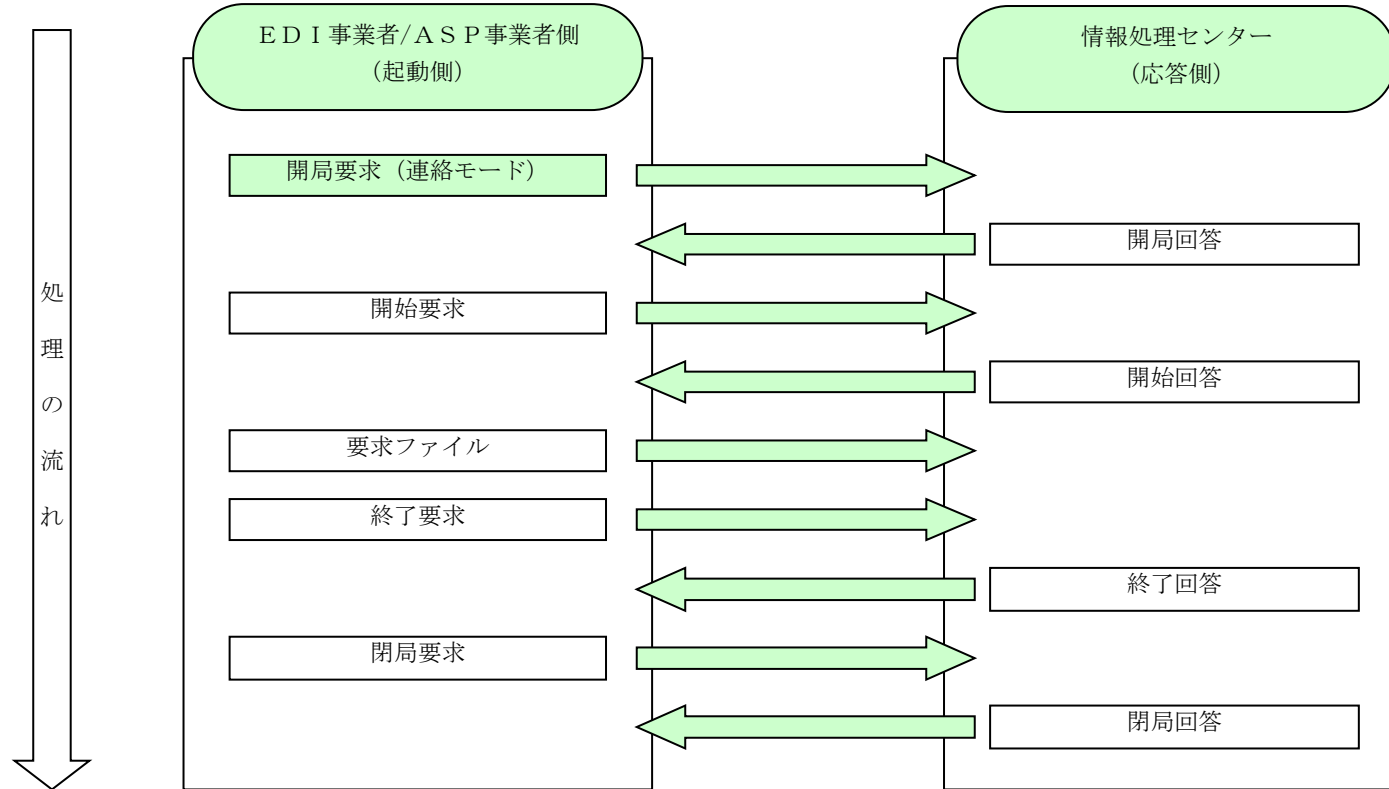 ＥＤＩ事業者/ＡＳＰ事業者側
（起動側）
情報処理センター
（応答側）
開局要求（連絡モード）
開局回答
開始要求
開始回答
要求ファイル
終了要求
終了回答
閉局要求
閉局回答
処理の流れ